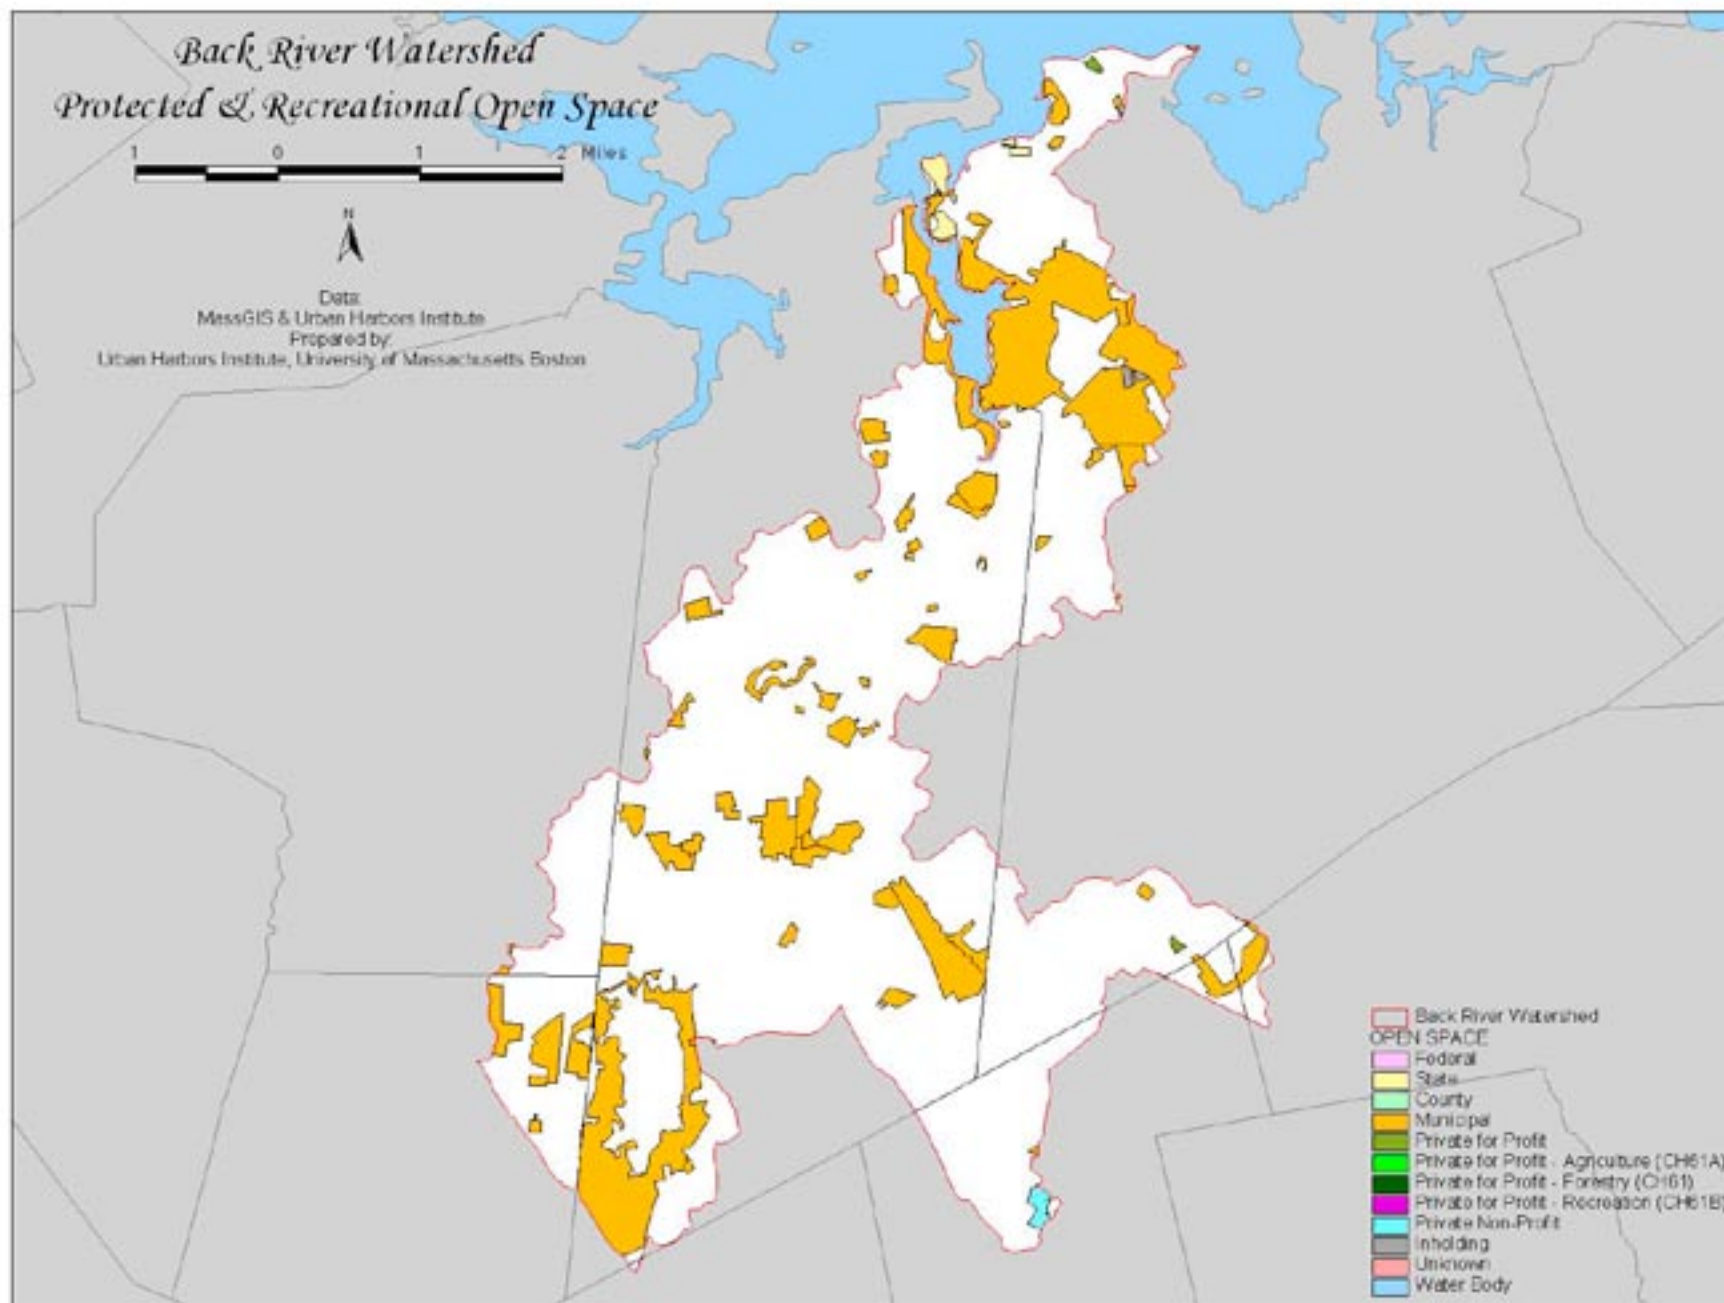 Back River Watershed
Protected & Recreational Open Space
1 0 1 2 Miles
N
Data:
MassGIS & Urban Harbors Institute
Prepared by:
Urban Harbors Institute, University of Massachusetts Boston
Back River Watershed
OPEN SPACE
Federal
State
County
Municipal
Private for Profit
Private for Profit - Agriculture (CH61A)
Private for Profit - Forestry (CH61)
Private for Profit - Recreation (CH61B)
Private Non-Profit
Inholding
Unknown
Water Body